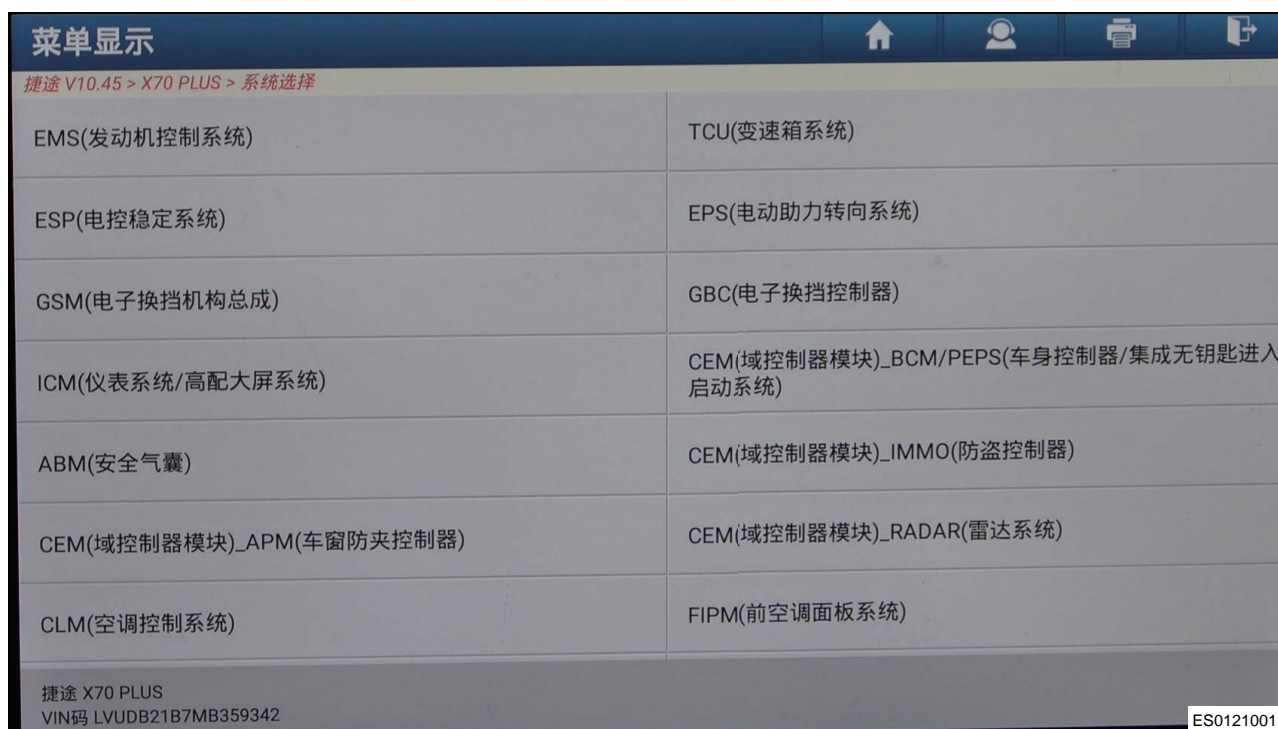 菜单显示
捷途 V10.45 > X70 PLUS > 系统选择
EMS(发动机控制系统)
TCU(变速箱系统)
ESP(电控稳定系统)
EPS(电动助力转向系统)
GSM(电子换挡机构总成)
GBC(电子换挡控制器)
ICM(仪表系统/高配大屏系统)
CEM(域控制器模块)_BCM/PEPS(车身控制器/集成无钥匙进入
启动系统)
ABM(安全气囊)
CEM(域控制器模块)_IMMO(防盗控制器)
CEM(域控制器模块)_APM(车窗防夹控制器)
CEM(域控制器模块)_RADAR(雷达系统)
CLM(空调控制系统)
FIPM(前空调面板系统)
捷途 X70 PLUS
VIN码 LVUDB21B7MB359342
ES0121001